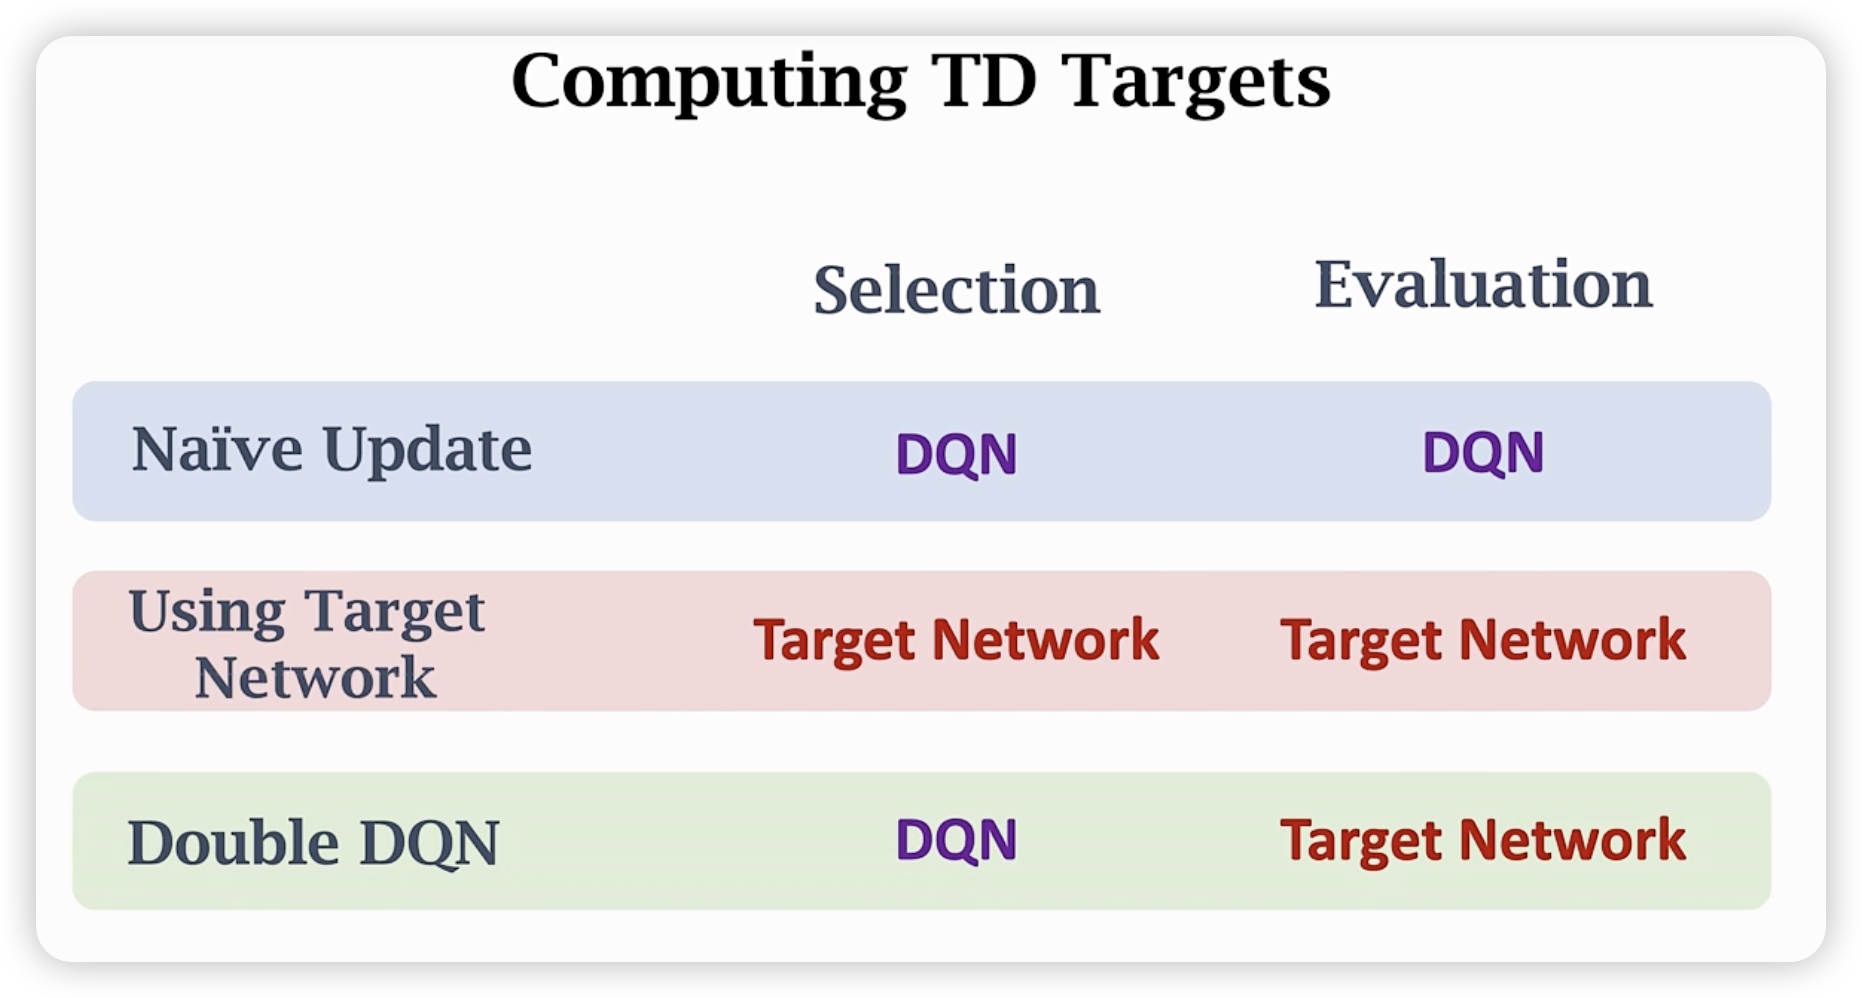 Computing TD Targets
Selection Evaluation
Naïve Update DQN DQN
Using Target
Network
Target Network Target Network
Double DQN DQN Target Network